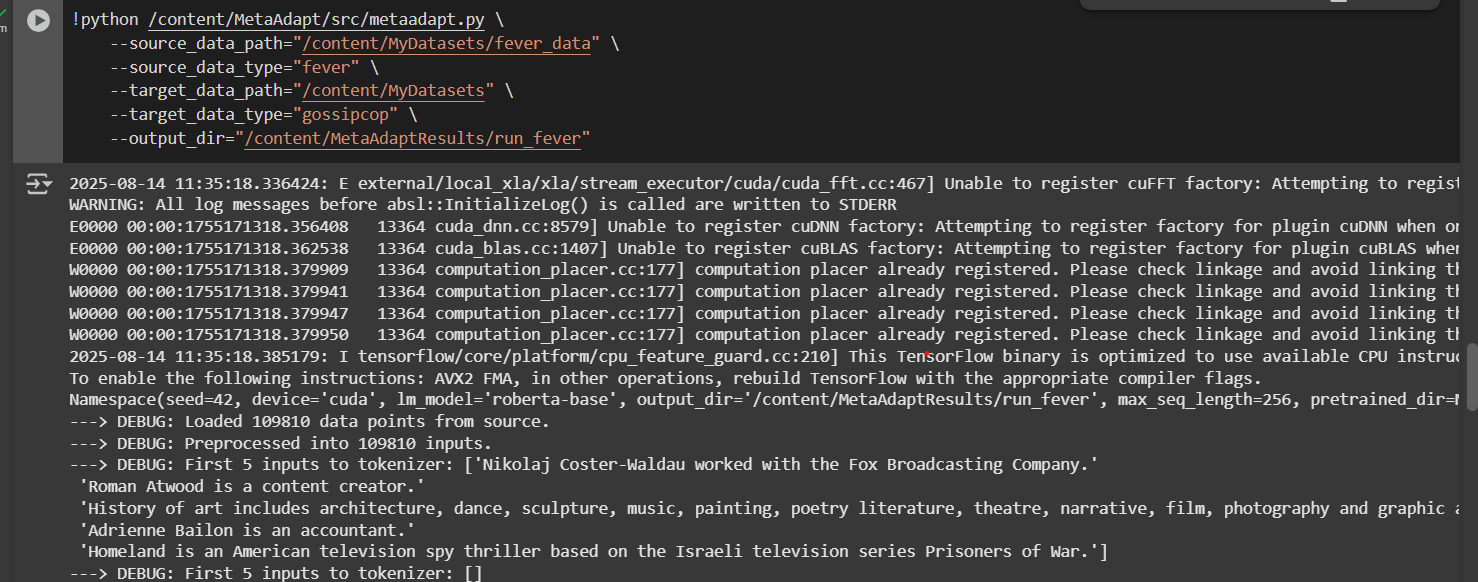 !python /content/MetaAdapt/src/metaadapt.py \
--source_data_path="/content/MyDatasets/fever_data" \
--source_data_type="fever" \
--target_data_path="/content/MyDatasets" \
--target_data_type="gossipcop" \
--output_dir="/content/MetaAdaptResults/run_fever"
2025-08-14 11:35:18.336424: E external/local_xla/xla/stream_executor/cuda/cuda_fft.cc:467] Unable to register cuFFT factory: Attempting to regist
WARNING: All log messages before absl::InitializeLog() is called are written to STDERR
E0000 00:00:1755171318.356408   13364 cuda_dnn.cc:8579] Unable to register cuDNN factory: Attempting to register factory for plugin cuDNN when on
E0000 00:00:1755171318.362538   13364 cuda_blas.cc:1407] Unable to register cuBLAS factory: Attempting to register factory for plugin cuBLAS when
W0000 00:00:1755171318.379909   13364 computation_placer.cc:177] computation placer already registered. Please check linkage and avoid linking th
W0000 00:00:1755171318.379941   13364 computation_placer.cc:177] computation placer already registered. Please check linkage and avoid linking th
W0000 00:00:1755171318.379947   13364 computation_placer.cc:177] computation placer already registered. Please check linkage and avoid linking th
W0000 00:00:1755171318.379950   13364 computation_placer.cc:177] computation placer already registered. Please check linkage and avoid linking th
2025-08-14 11:35:18.385179: I tensorflow/core/platform/cpu_feature_guard.cc:210] This TensorFlow binary is optimized to use available CPU instruc
To enable the following instructions: AVX2 FMA, in other operations, rebuild TensorFlow with the appropriate compiler flags.
Namespace(seed=42, device='cuda', lm_model='roberta-base', output_dir='/content/MetaAdaptResults/run_fever', max_seq_length=256, pretrained_dir=N
---> DEBUG: Loaded 109810 data points from source.
---> DEBUG: Preprocessed into 109810 inputs.
---> DEBUG: First 5 inputs to tokenizer: ['Nikolaj Coster-Waldau worked with the Fox Broadcasting Company.'
'Roman Atwood is a content creator.'
'History of art includes architecture, dance, sculpture, music, painting, poetry literature, theatre, narrative, film, photography and graphic a
'Adrienne Bailon is an accountant.'
'Homeland is an American television spy thriller based on the Israeli television series Prisoners of War.']
---> DEBUG: First 5 inputs to tokenizer: []